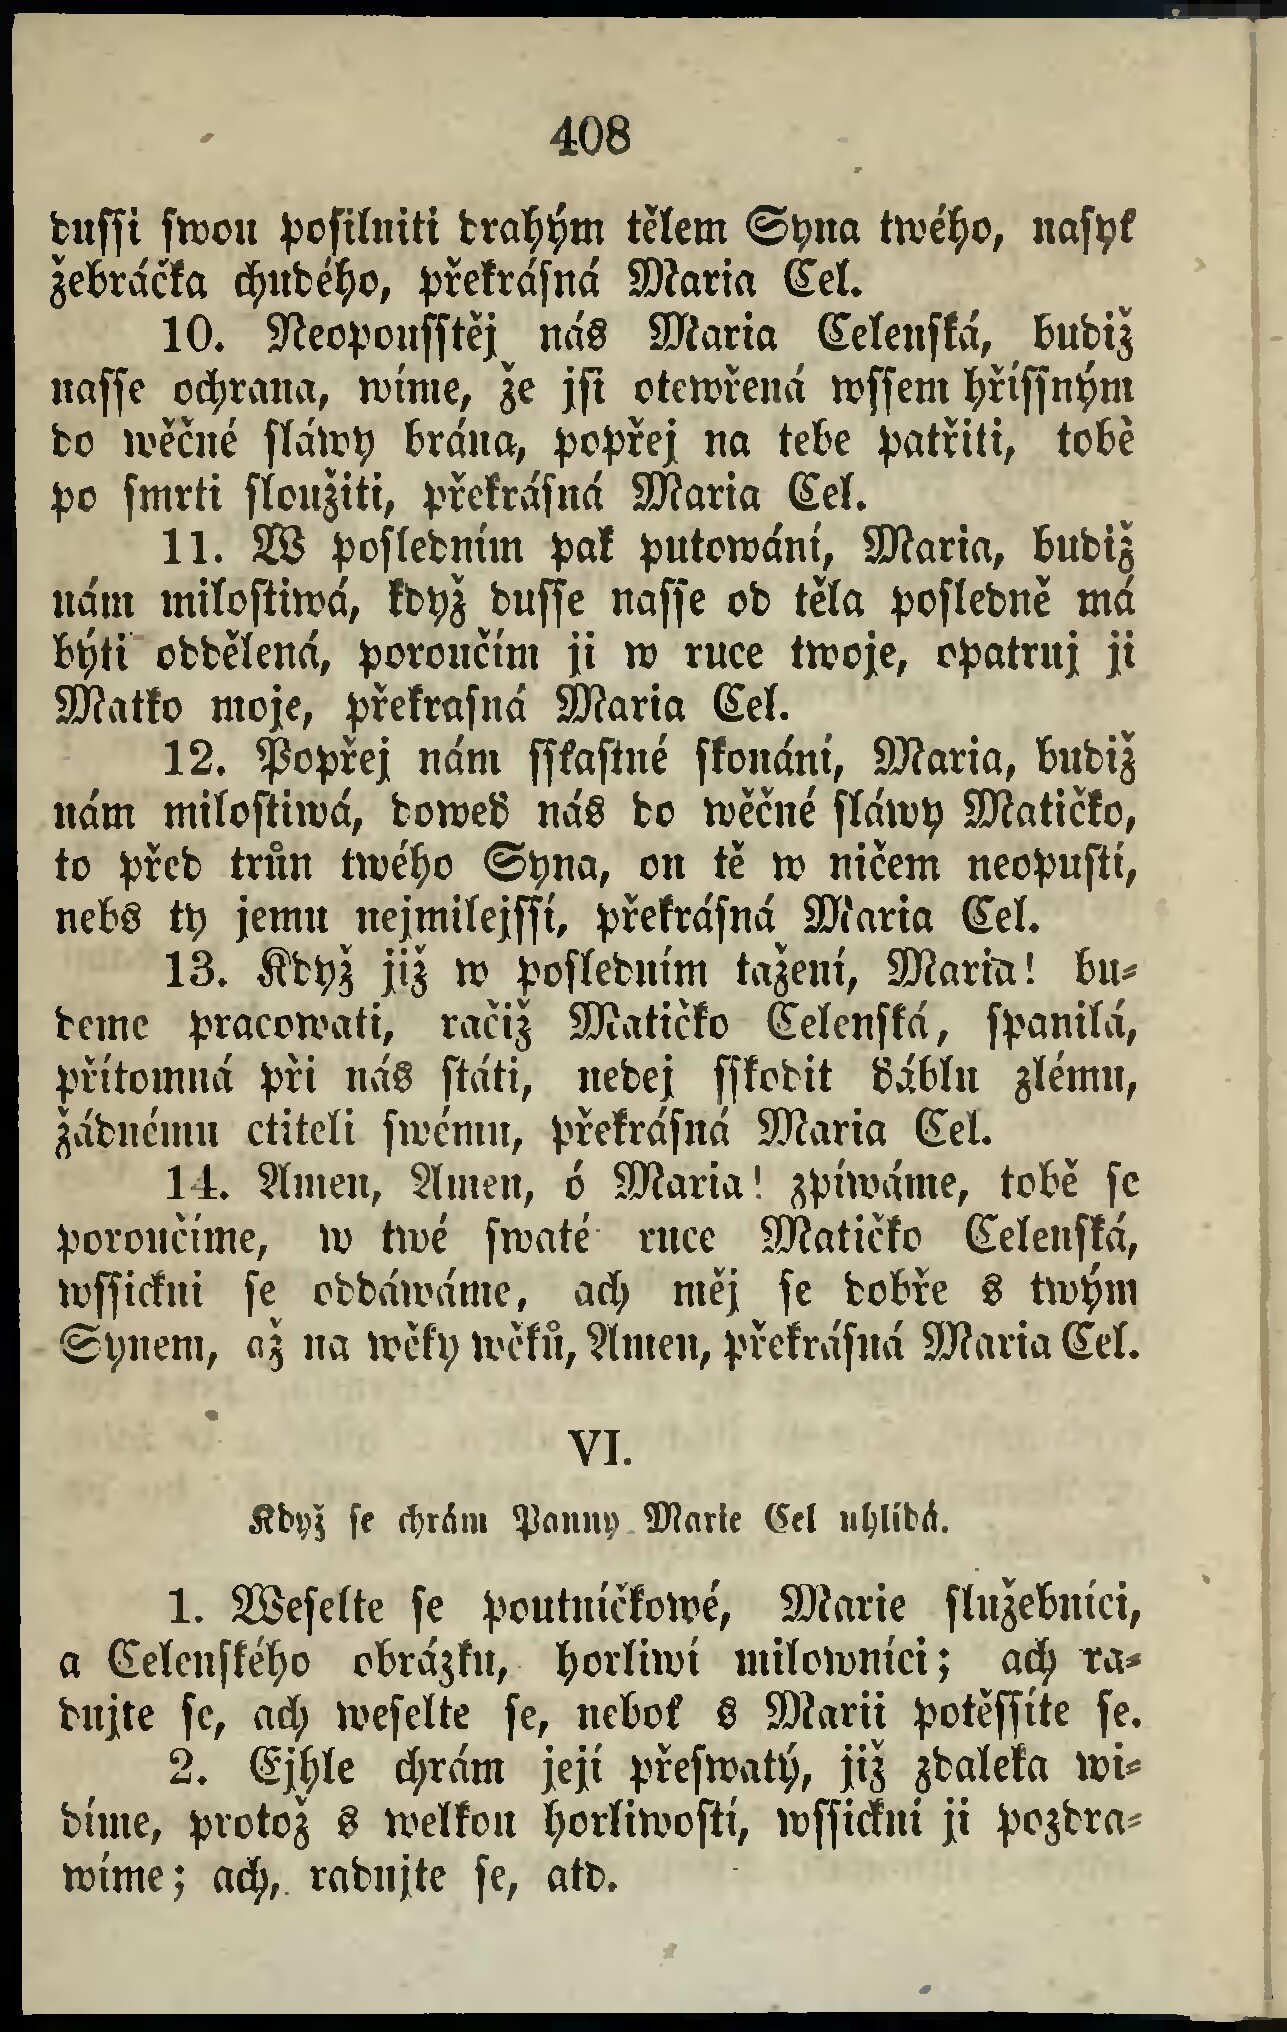 408
duſſi ſwou poſilniti drahým tělem Syna twého, naſyť
žebráčka chudého, překráſná Maria Cel.
10. Neopouſſtěj nás Maria Celenſká, budiž
naſſe ochrana, wíme, že jſi otewřená wſſem hříſſným
do wěčné ſláwy brána, popřej na tebe patřiti, tobě
po ſmrti ſloužiti, překráſná Maria Cel.
11. W poſledním pak putowání, Maria, budiž
nám miloſtiwá, když duſſe naſſe od těla poſledně má
býti oddělená, poroučím ji w ruce twoje, opatruj ji
Matko moje, překraſná Maria Cel.
12. Popřej nám ſſťaſtné ſkonání, Maria, budiž
nám miloſtiwá, doweď nás do wěčné ſláwy Matičko,
to před trůn twého Syna, on tě w ničem neopuſtí,
nebs ty jemu nejmilejſſí, překráſná Maria Cel.
13. Když již w poſledním tažení, Maria! bu⸗
deme pracowati, račiž Matičko Celenſká, ſpanilá,
přítomná při nás ſtáti, nedej ſſkodit ďáblu zlému,
žádnému ctiteli ſwému, překráſná Maria Cel.
14. Amen, Amen, ó Maria! zpíwáme, tobě ſe
poroučíme, w twé ſwaté ruce Matičko Celenſká,
wſſickni ſe oddáwáme, ach měj ſe dobře s twým
Synem, až na wěky wěků, Amen, překráſná Maria Cel.
VI.
Když ſe chrám Panny Marie Cel uhlídá.
1. Weſelte ſe poutníčkowé, Marie ſlužebníci,
a Celenſkého obrázku, horliwí milowníci; ach ra⸗
dujte ſe, ach weſelte ſe, neboť s Marii potěſſíte ſe.
2. Ejhle chrám její přeſwatý, již zdaleka wi⸗
díme, protož s welkou horliwoſtí, wſſickní ji pozdra⸗
wíme; ach, radujte ſe, atd.